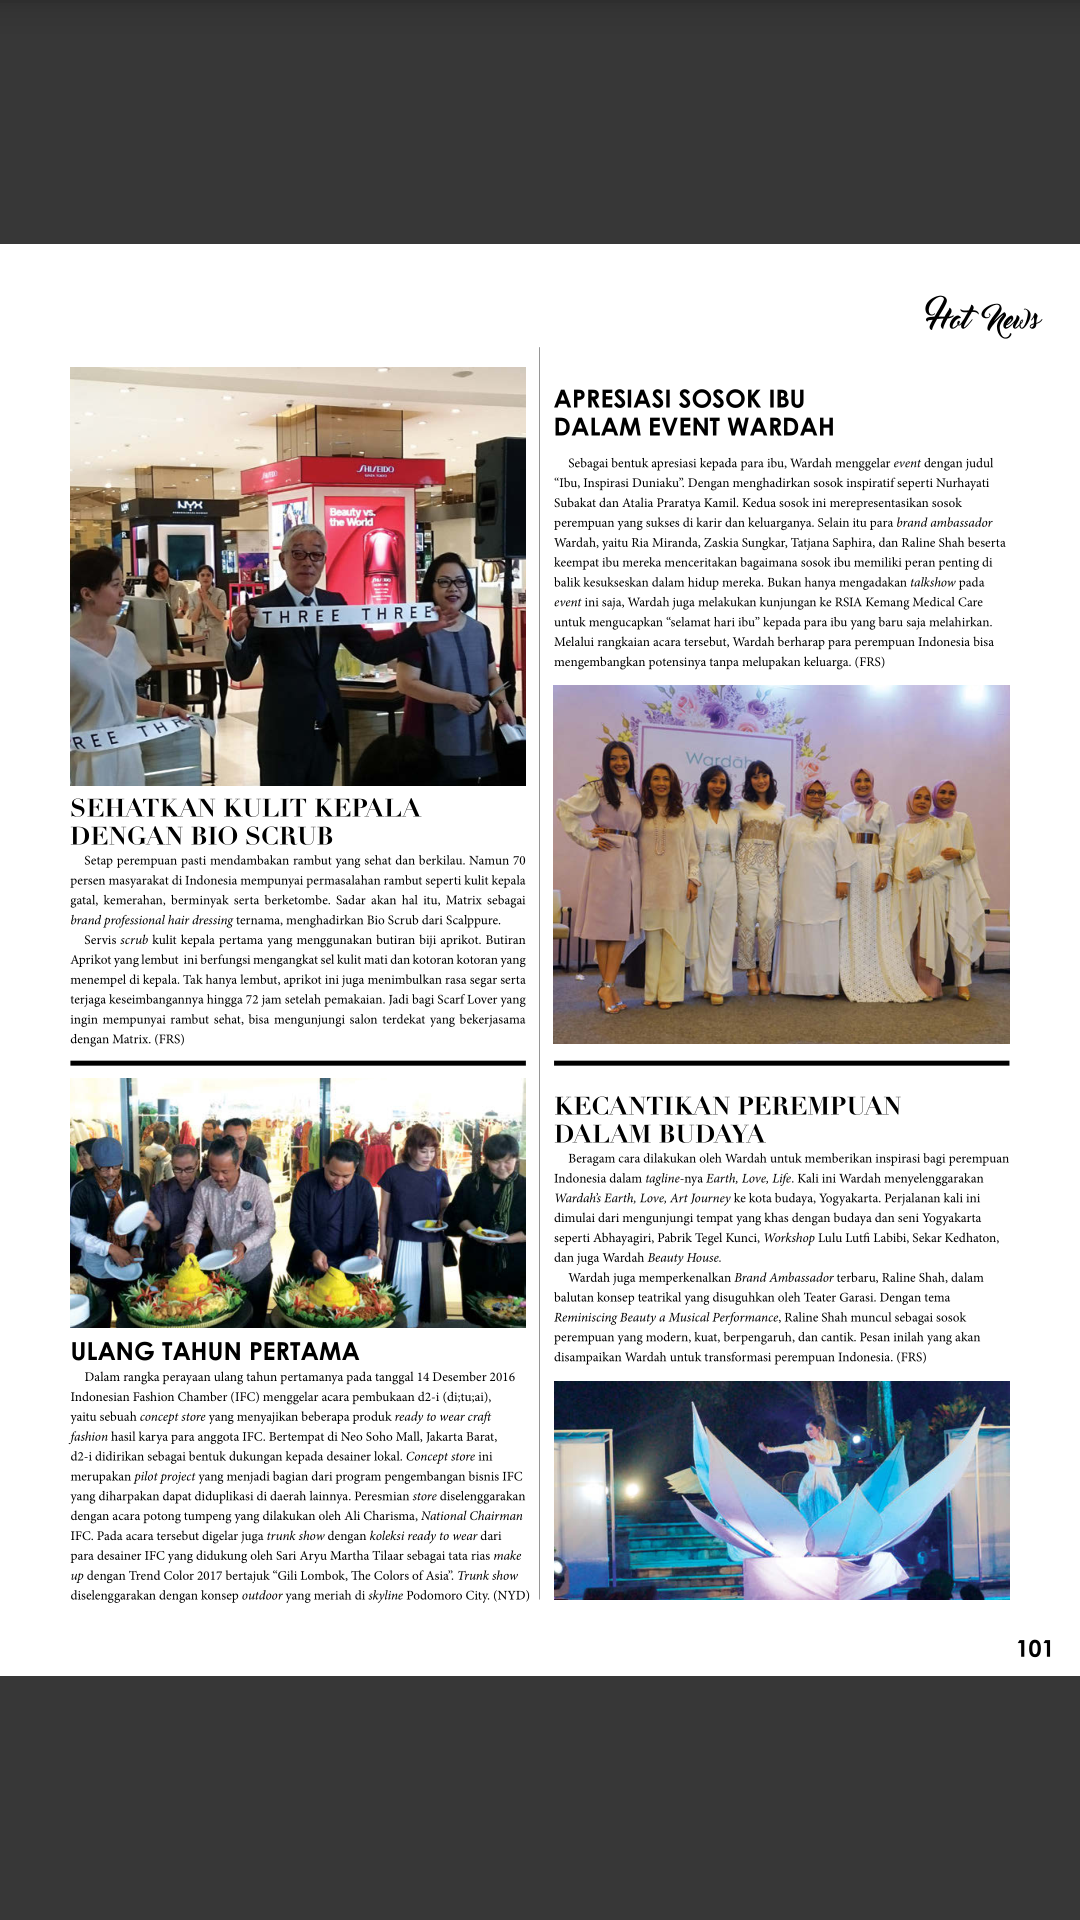 Hot News
NYX
SHISEIDO
GINZA TOKYO
Beauty vs.
the World
THREE THREE
REE THRE
SEHATKAN KULIT KEPALA
DENGAN BIO SCRUB
Setap perempuan pasti mendambakan rambut yang sehat dan berkilau. Namun 70
persen masyarakat di Indonesia mempunyai permasalahan rambut seperti kulit kepala
gatal, kemerahan, berminyak serta berketombe. Sadar akan hal itu, Matrix sebagai
brand professional hair dressing ternama, menghadirkan Bio Scrub dari Scalppure.
Servis scrub kulit kepala pertama yang menggunakan butiran biji aprikot. Butiran
Aprikot yang lembut ini berfungsi mengangkat sel kulit mati dan kotoran kotoran yang
menempel di kepala. Tak hanya lembut, aprikot ini juga menimbulkan rasa segar serta
terjaga keseimbangannya hingga 72 jam setelah pemakaian. Jadi bagi Scarf Lover yang
ingin mempunyai rambut sehat, bisa mengunjungi salon terdekat yang bekerjasama
dengan Matrix. (FRS)
ULANG TAHUN PERTAMA
Dalam rangka perayaan ulang tahun pertamanya pada tanggal 14 Desember 2016
Indonesian Fashion Chamber (IFC) menggelar acara pembukaan d2-i (di;tu;ai),
yaitu sebuah concept store yang menyajikan beberapa produk ready to wear craft
fashion hasil karya para anggota IFC. Bertempat di Neo Soho Mall, Jakarta Barat,
d2-i didirikan sebagai bentuk dukungan kepada desainer lokal. Concept store ini
merupakan pilot project yang menjadi bagian dari program pengembangan bisnis IFC
yang diharpakan dapat diduplikasi di daerah lainnya. Peresmian store diselenggarakan
dengan acara potong tumpeng yang dilakukan oleh Ali Charisma, National Chairman
IFC. Pada acara tersebut digelar juga trunk show dengan koleksi ready to wear dari
para desainer IFC yang didukung oleh Sari Aryu Martha Tilaar sebagai tata rias make
up dengan Trend Color 2017 bertajuk “Gili Lombok, The Colors of Asia”. Trunk show
diselenggarakan dengan konsep outdoor yang meriah di skyline Podomoro City. (NYD)
APRESIASI SOSOK IBU
DALAM EVENT WARDAH
Sebagai bentuk apresiasi kepada para ibu, Wardah menggelar event dengan judul
“Ibu, Inspirasi Duniaku”. Dengan menghadirkan sosok inspiratif seperti Nurhayati
Subakat dan Atalia Praratya Kamil. Kedua sosok ini merepresentasikan sosok
perempuan yang sukses di karir dan keluarganya. Selain itu para brand ambassador
Wardah, yaitu Ria Miranda, Zaskia Sungkar, Tatjana Saphira, dan Raline Shah beserta
keempat ibu mereka menceritakan bagaimana sosok ibu memiliki peran penting di
balik kesukseskan dalam hidup mereka. Bukan hanya mengadakan talkshow pada
event ini saja, Wardah juga melakukan kunjungan ke RSIA Kemang Medical Care
untuk mengucapkan “selamat hari ibu” kepada para ibu yang baru saja melahirkan.
Melalui rangkaian acara tersebut, Wardah berharap para perempuan Indonesia bisa
mengembangkan potensinya tanpa melupakan keluarga. (FRS)
Wardah
KECANTIKAN PEREMPUAN
DALAM BUDAYA
Beragam cara dilakukan oleh Wardah untuk memberikan inspirasi bagi perempuan
Indonesia dalam tagline-nya Earth, Love, Life. Kali ini Wardah menyelenggarakan
Wardah’s Earth, Love, Art Journey ke kota budaya, Yogyakarta. Perjalanan kali ini
dimulai dari mengunjungi tempat yang khas dengan budaya dan seni Yogyakarta
seperti Abhayagiri, Pabrik Tegel Kunci, Workshop Lulu Lutfi Labibi, Sekar Kedhaton,
dan juga Wardah Beauty House.
Wardah juga memperkenalkan Brand Ambassador terbaru, Raline Shah, dalam
balutan konsep teatrikal yang disuguhkan oleh Teater Garasi. Dengan tema
Reminiscing Beauty a Musical Performance, Raline Shah muncul sebagai sosok
perempuan yang modern, kuat, berpengaruh, dan cantik. Pesan inilah yang akan
disampaikan Wardah untuk transformasi perempuan Indonesia. (FRS)
101